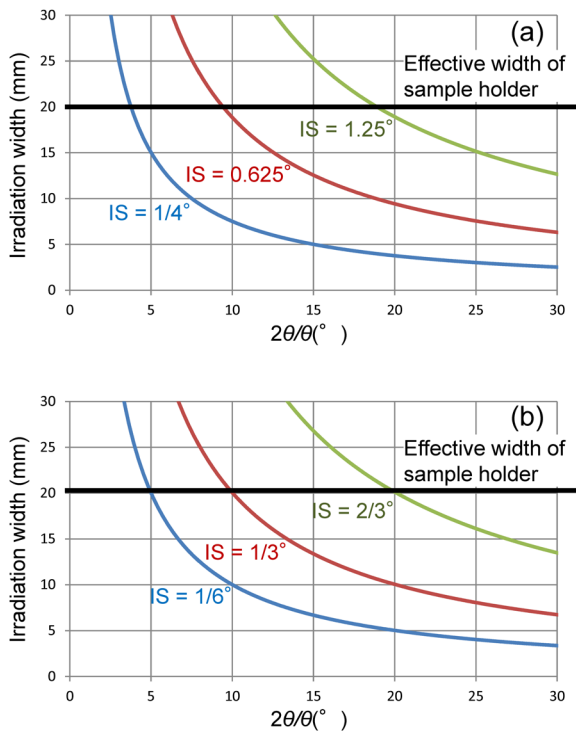 (a)
Irradiation width (mm)
30
25
20
15
10
5
0
Effective width of
sample holder
IS = 1.25°
IS = 0.625°
IS = 1/4°
0 5 10 15 20 25 30
2θ/θ(°)
(b)
Irradiation width (mm)
30
25
20
15
10
5
0
Effective width of
sample holder
IS = 2/3°
IS = 1/3°
IS = 1/6°
0 5 10 15 20 25 30
2θ/θ(°)